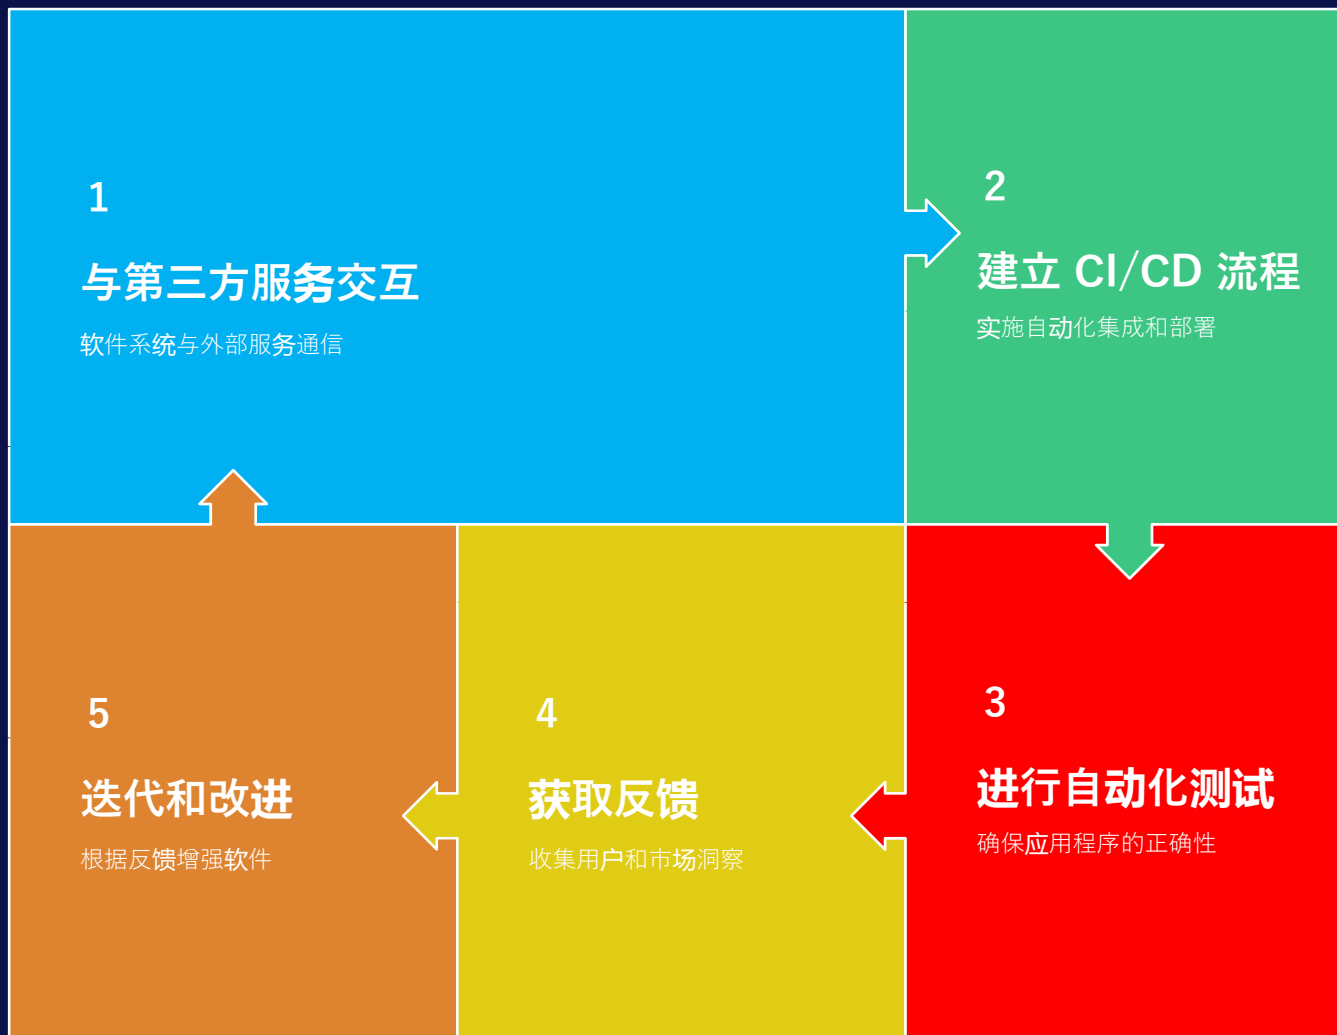 1
与第三方服务交互
软件系统与外部服务通信
2
建立 CI/CD 流程
实施自动化集成和部署
3
进行自动化测试
确保应用程序的正确性
4
获取反馈
收集用户和市场洞察
5
迭代和改进
根据反馈增强软件